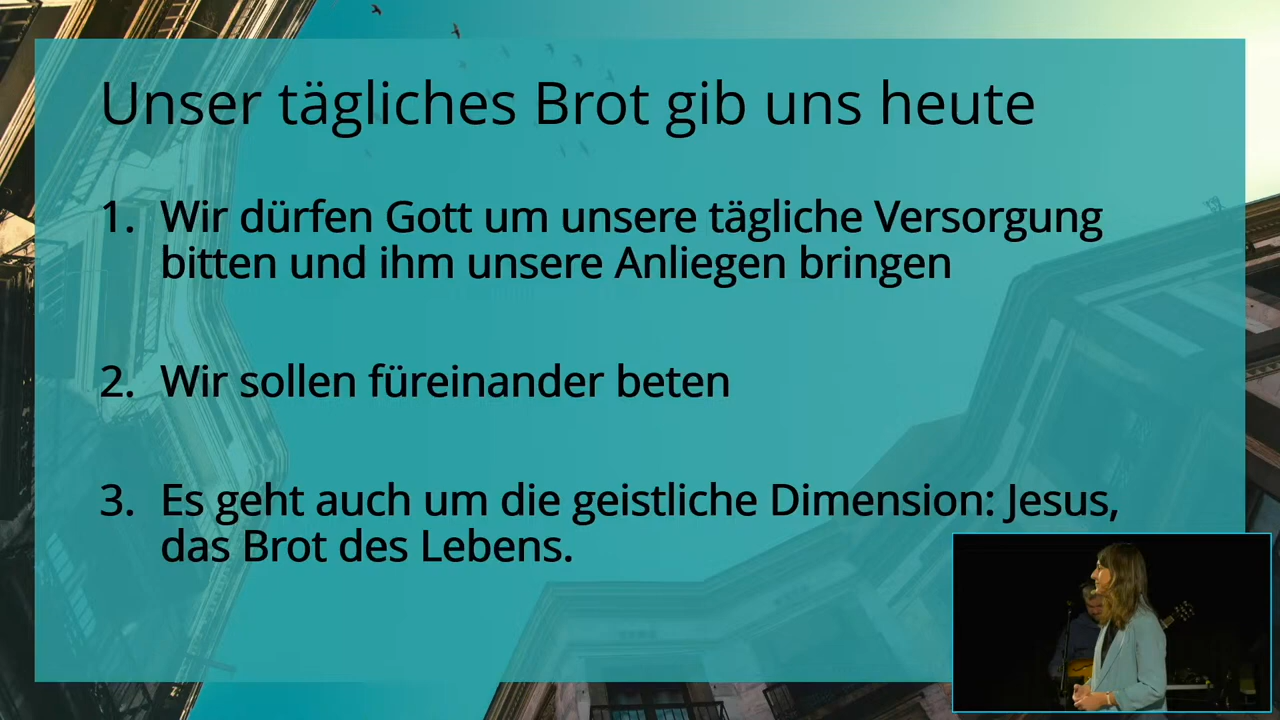 Unser tägliches Brot gib uns heute
1. Wir dürfen Gott um unsere tägliche Versorgung
bitten und ihm unsere Anliegen bringen
2. Wir sollen füreinander beten
3. Es geht auch um die geistliche Dimension: Jesus,
das Brot des Lebens.